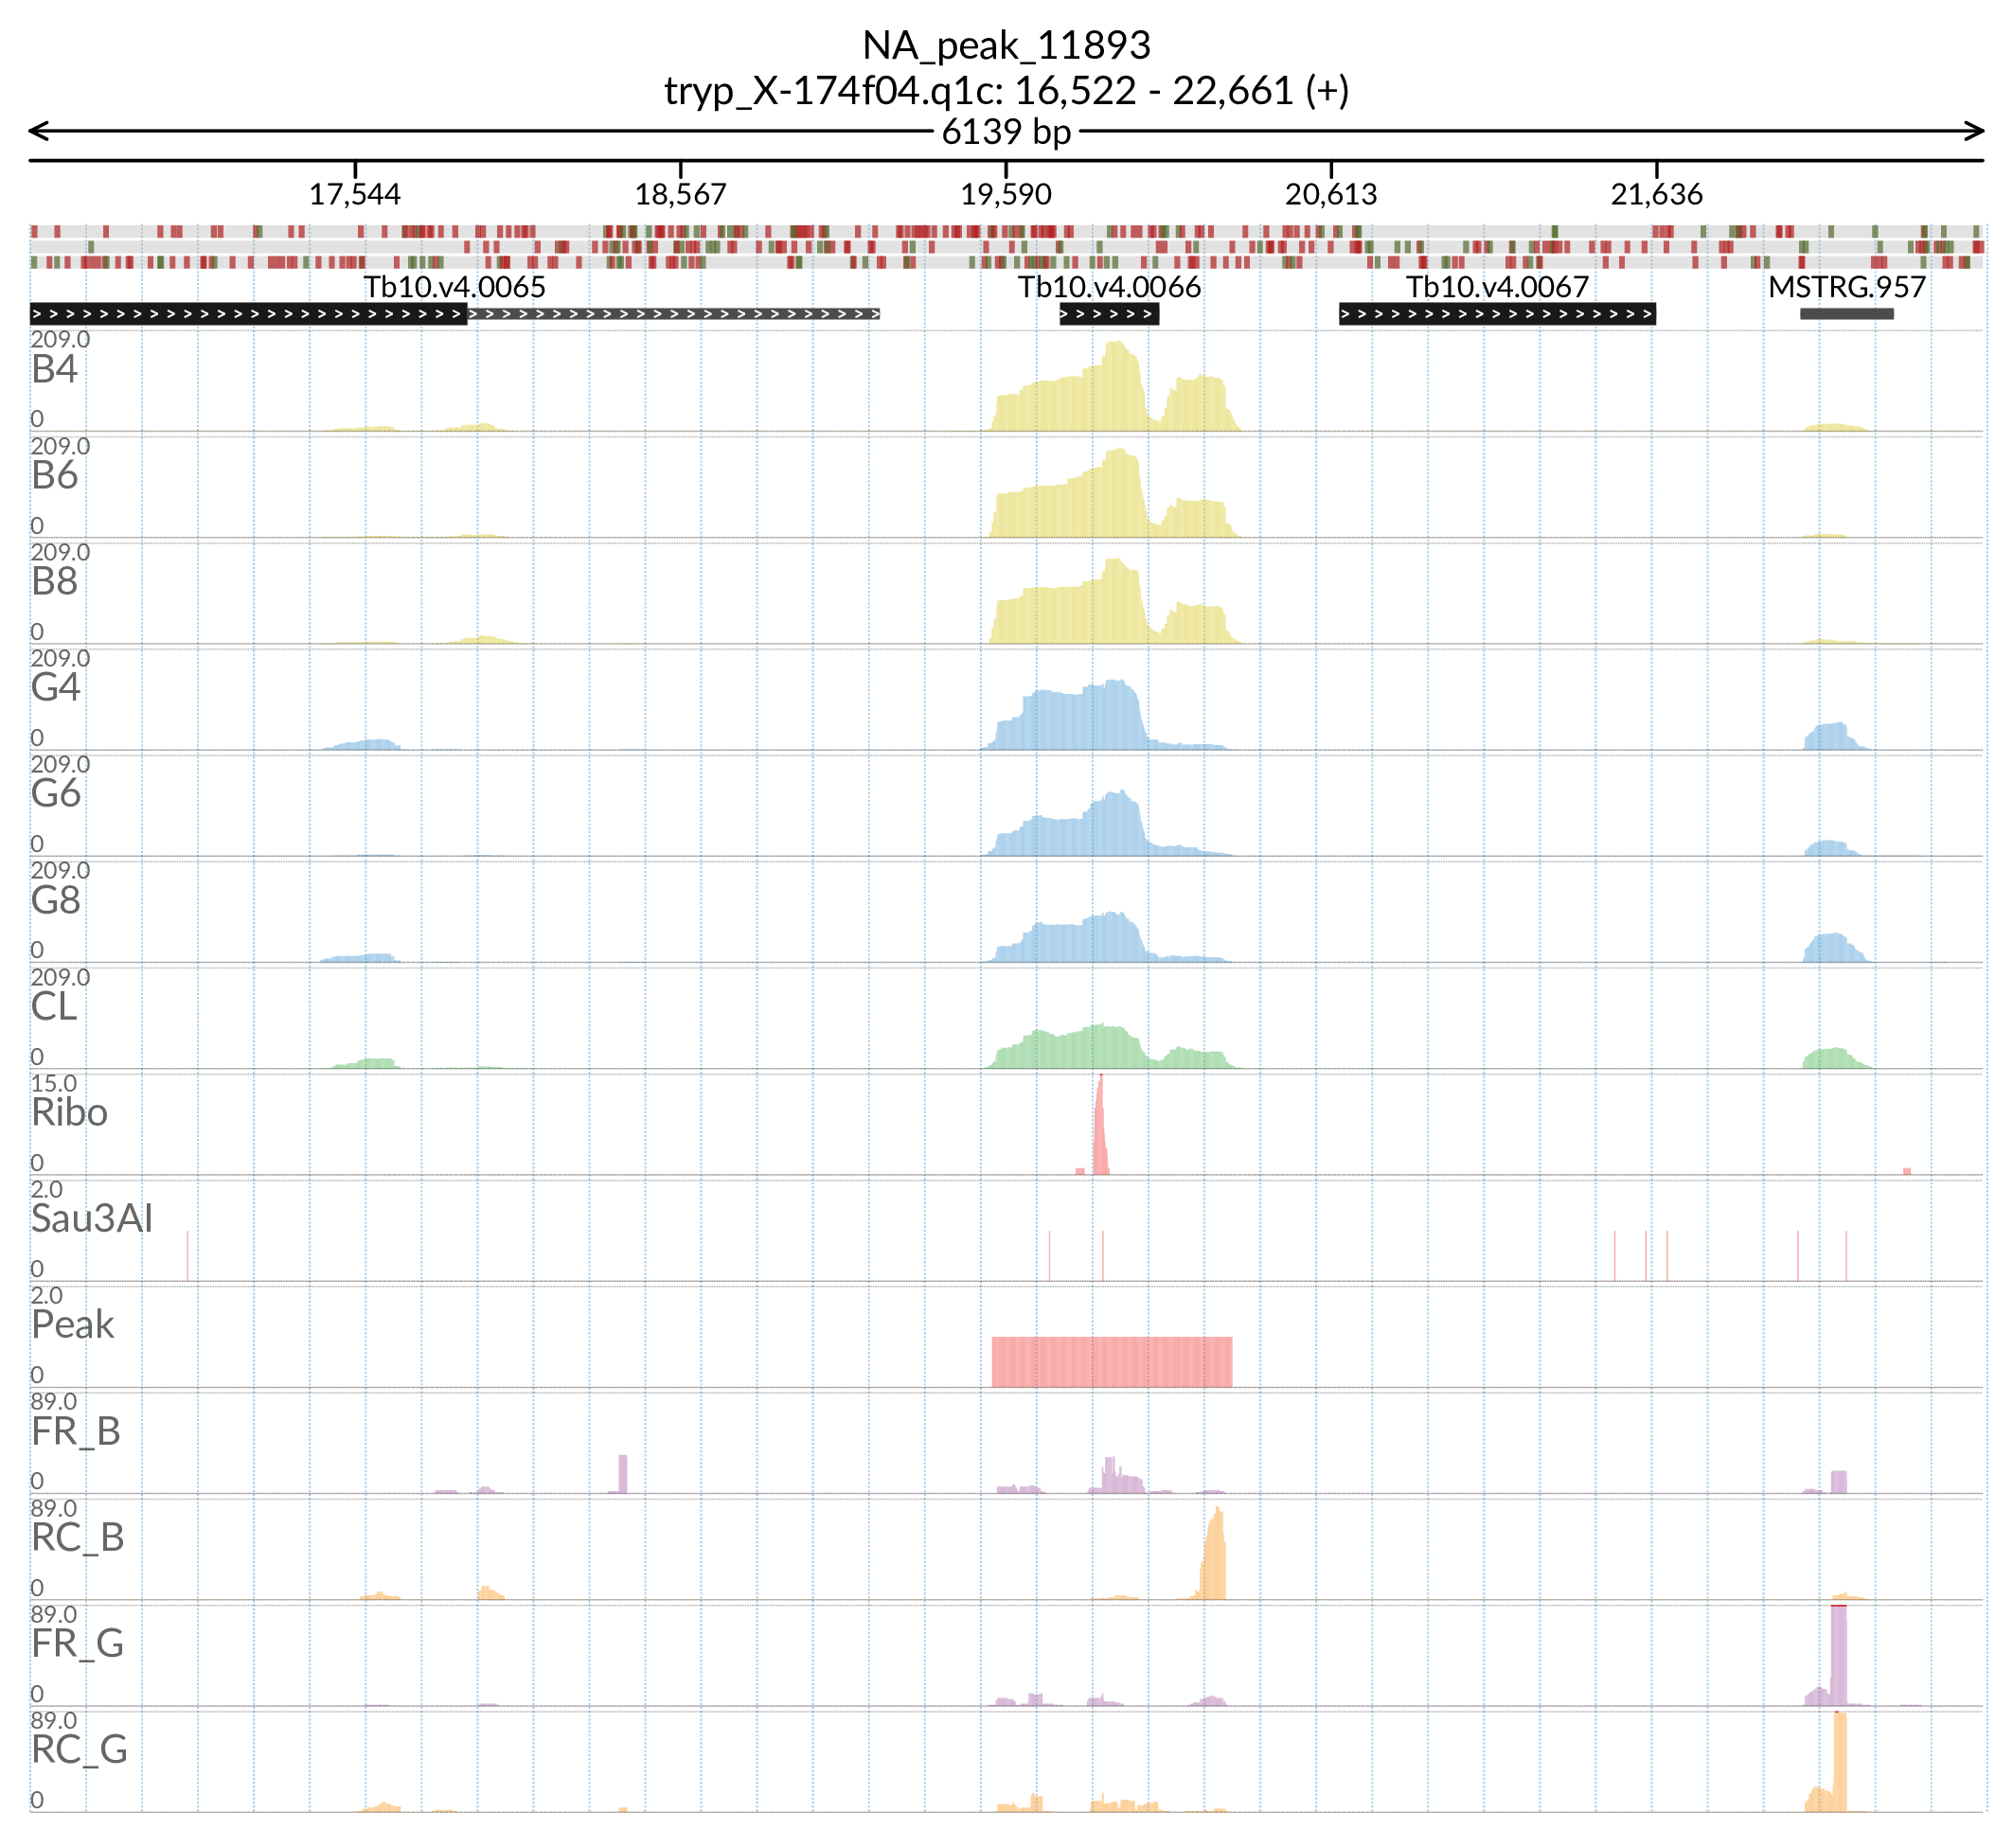 NA_peak_11893
tryp_X-174f04.q1c: 16,522 - 22,661 (+)
6139 bp
17,544 18,567 19,590 20,613 21,636
Tb10.v4.0065 Tb10.v4.0066 Tb10.v4.0067 MSTRG.957
209.0
B4
0
209.0
B6
0
209.0
B8
0
209.0
G4
0
209.0
G6
0
209.0
G8
0
209.0
CL
0
15.0
Ribo
0
2.0
Sau3AI
0
2.0
Peak
0
89.0
FR_B
0
89.0
RC_B
0
89.0
FR_G
0
89.0
RC_G
0